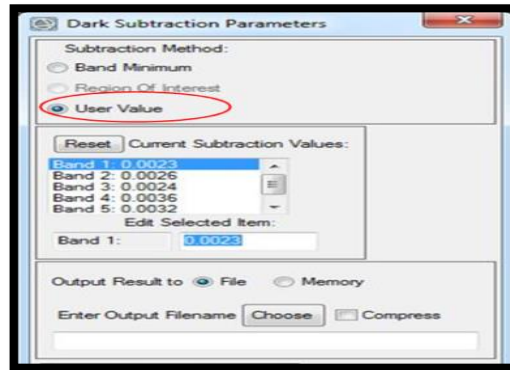 Dark Subtraction Parameters
Subtraction Method:
Band Minimum
Region Of Interest
User Value
Reset Current Subtraction Values:
Band 1: 0.0023
Band 2: 0.0026
Band 3: 0.0024
Band 4: 0.0036
Band 5: 0.0032
Edit Selected Item:
Band 1: 0.0023
Output Result to File Memory
Enter Output Filename Choose Compress